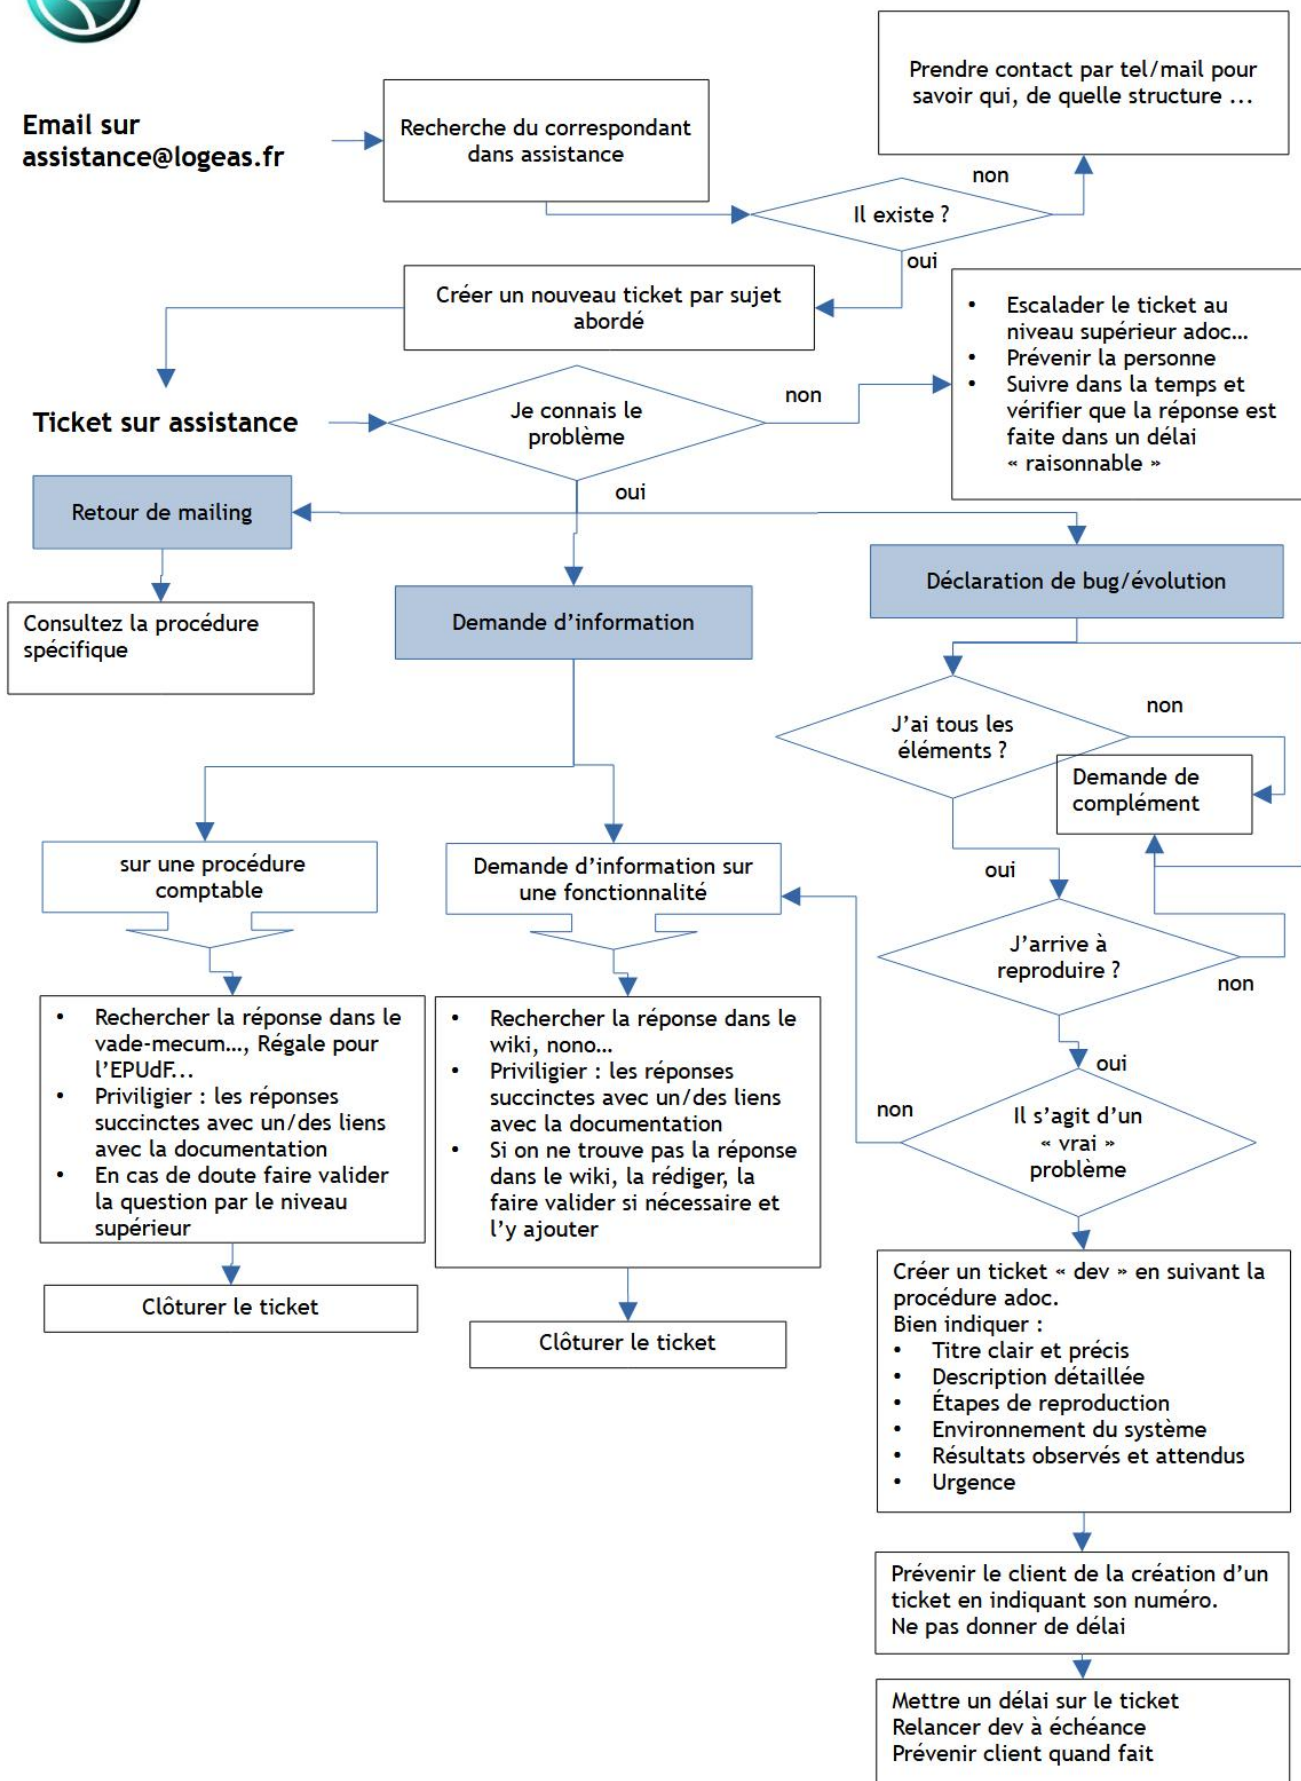 Prendre contact par tel/mail pour
savoir qui, de quelle structure ...
Email sur
assistance@logeas.fr
Recherche du correspondant
dans assistance
non
Il existe ?
oui
Créer un nouveau ticket par sujet
abordé
• Escalader le ticket au
niveau supérieur adoc…
• Prévenir la personne
• Suivre dans la temps et
vérifier que la réponse est
faite dans un délai
« raisonnable »
Ticket sur assistance
Je connais le
problème
non
oui
Retour de mailing
Consultez la procédure
spécifique
Demande d’information
Déclaration de bug/évolution
J’ai tous les
éléments ?
non
Demande de
complément
oui
sur une procédure
comptable
Demande d’information sur
une fonctionnalité
J’arrive à
reproduire ?
non
oui
• Rechercher la réponse dans le
vade-mecum…, Régale pour
l’EPUdF...
• Priviligier : les réponses
succinctes avec un/des liens
avec la documentation
• En cas de doute faire valider
la question par le niveau
supérieur
Clôturer le ticket
• Rechercher la réponse dans le
wiki, nono…
• Priviligier : les réponses
succinctes avec un/des liens
avec la documentation
• Si on ne trouve pas la réponse
dans le wiki, la rédiger, la
faire valider si nécessaire et
l’y ajouter
Clôturer le ticket
non
Il s’agit d’un
« vrai »
problème
Créer un ticket « dev » en suivant la
procédure adoc.
Bien indiquer :
• Titre clair et précis
• Description détaillée
• Étapes de reproduction
• Environnement du système
• Résultats observés et attendus
• Urgence
Prévenir le client de la création d’un
ticket en indiquant son numéro.
Ne pas donner de délai
Mettre un délai sur le ticket
Relancer dev à échéance
Prévenir client quand fait